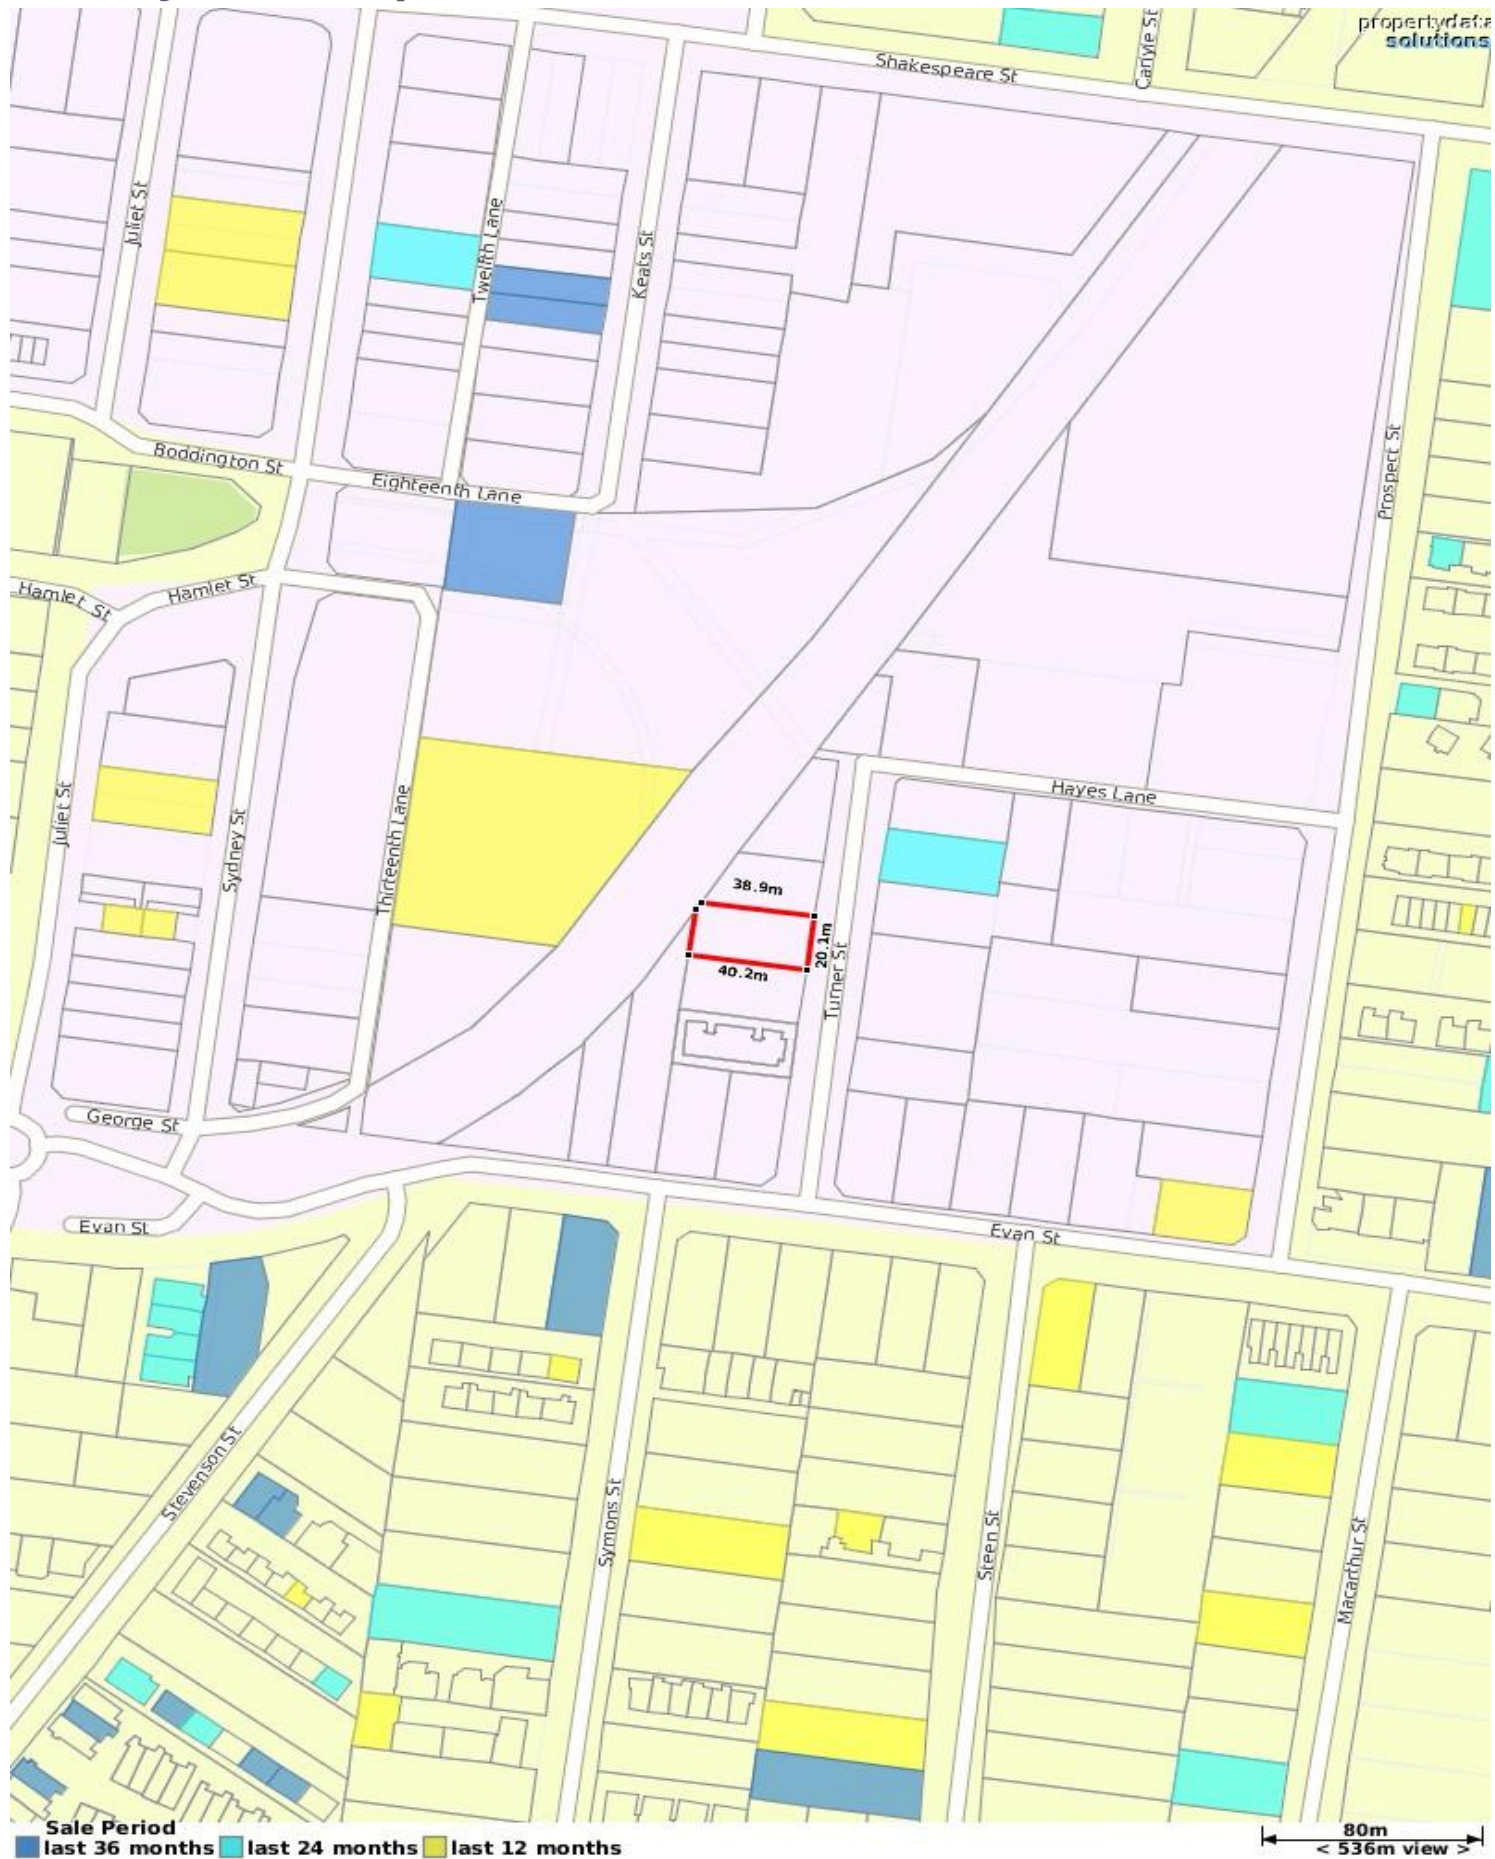 propertydata
solutions
Carlyle St
Shakespeare St
Juliet St
Twelfth Lane
Keats St
Prospect St
Boddington St
Eighteenth Lane
Hamlet St
Hamlet St
Hayes Lane
Juliet St
Sydney St
Thirteenth Lane
38.9m
20.1m
40.2m
Turner St
George St
Evan St
Evan St
Stevenson St
Symons St
Steen St
Macarthur St
Sale Period
last 36 months last 24 months last 12 months
80m
< 536m view >